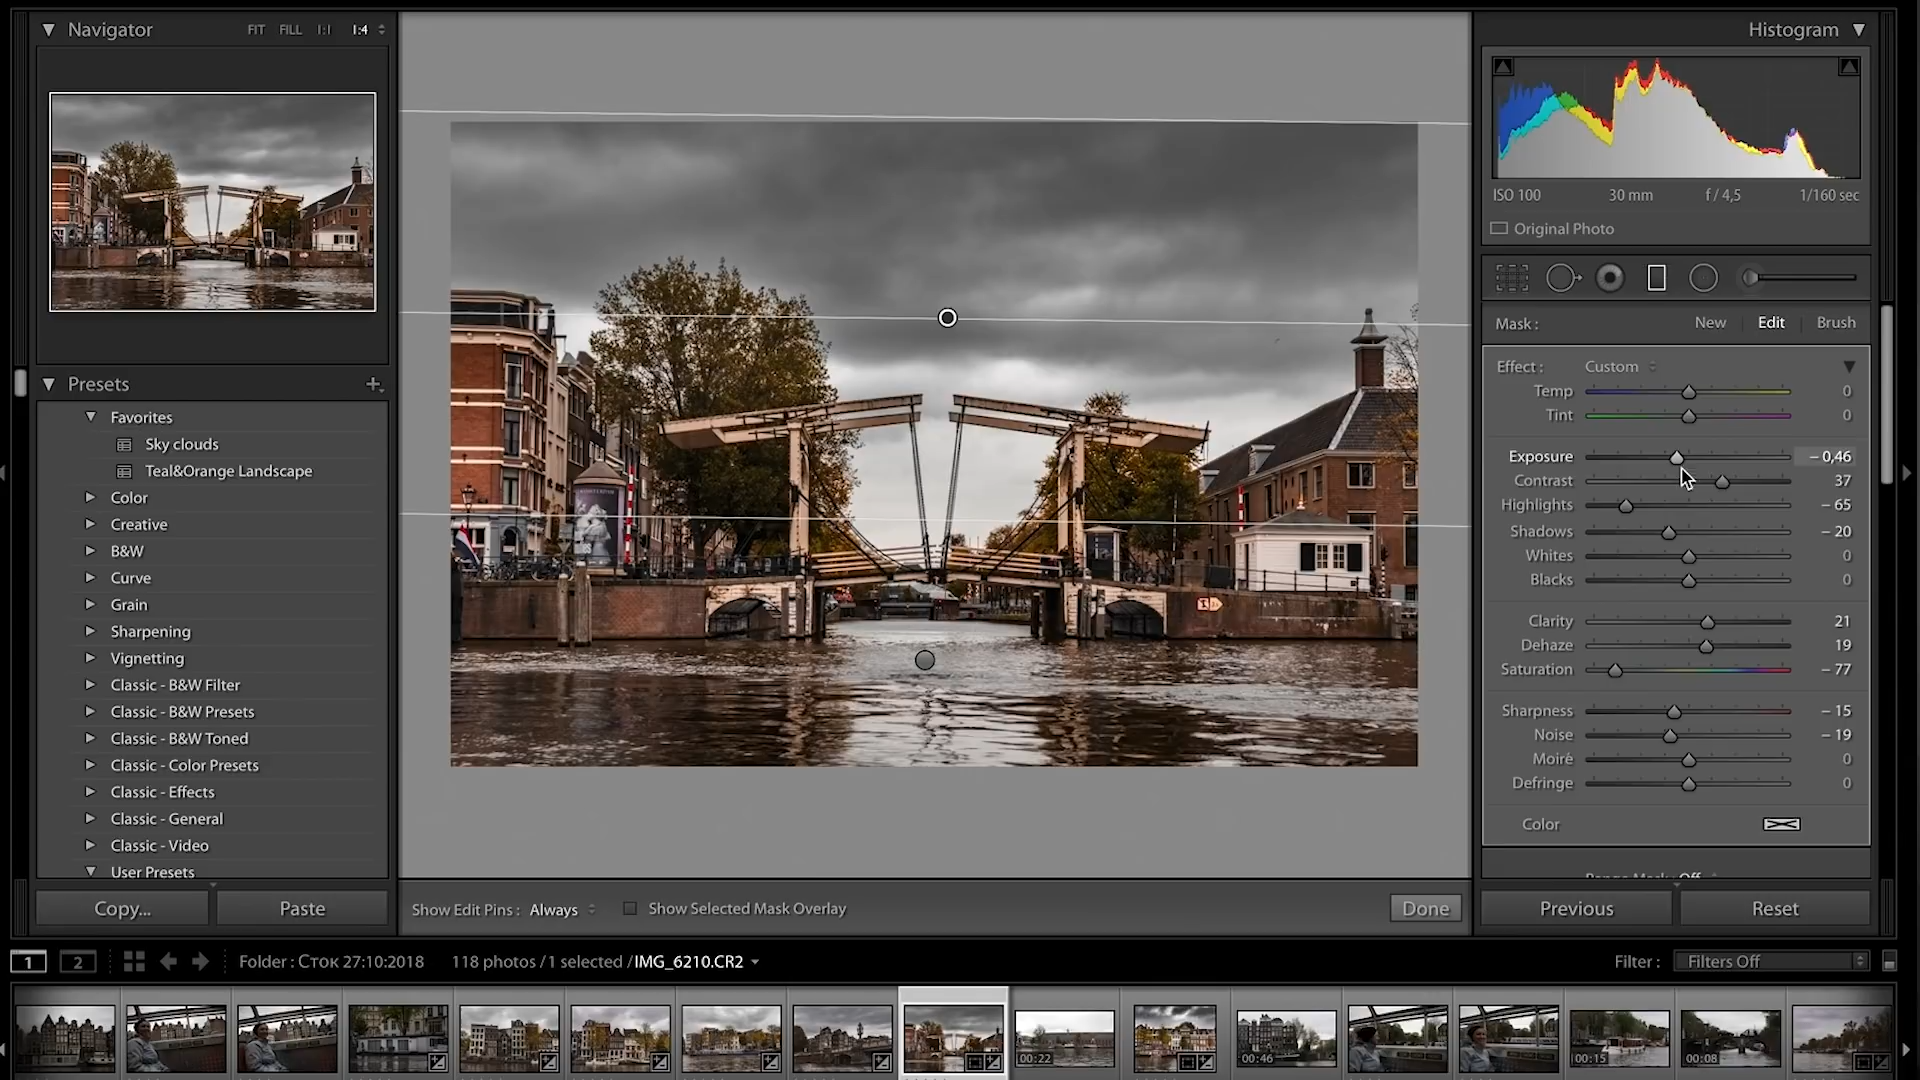 Navigator
FIT FILL 1:1 1:4
Presets
Favorites
Sky clouds
Teal&Orange Landscape
Color
Creative
B&W
Curve
Grain
Sharpening
Vignetting
Classic - B&W Filter
Classic - B&W Presets
Classic - B&W Toned
Classic - Color Presets
Classic - Effects
Classic - General
Classic - Video
User Presets
Copy... Paste
Show Edit Pins : Always Show Selected Mask Overlay Done
Histogram
ISO 100 30 mm f / 4,5 1/160 sec
Original Photo
Mask : New Edit Brush
Effect : Custom
Temp 0
Tint 0
Exposure – 0,46
Contrast 37
Highlights – 65
Shadows – 20
Whites 0
Blacks 0
Clarity 21
Dehaze 19
Saturation – 77
Sharpness – 15
Noise – 19
Moiré 0
Defringe 0
Color
Range Mask : Off
Previous Reset
1 2 Folder : Сток 27:10:2018 118 photos / 1 selected / IMG_6210.CR2 Filter : Filters Off
00:22 00:46 00:15 00:08